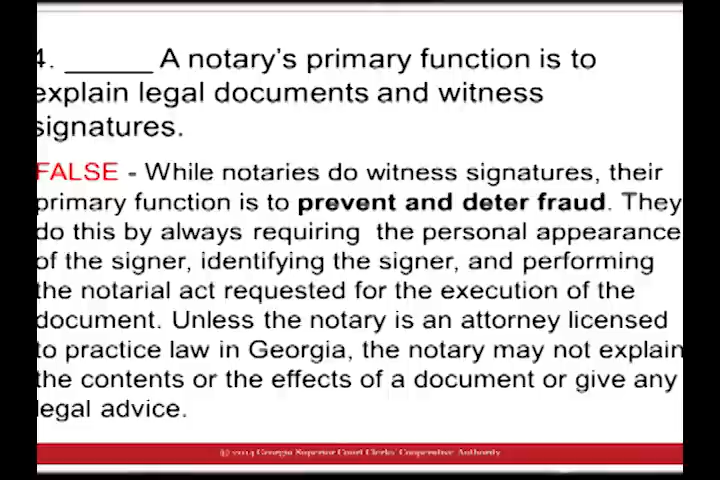 4. _____ A notary's primary function is to
explain legal documents and witness
signatures.
FALSE - While notaries do witness signatures, their
primary function is to prevent and deter fraud. They
do this by always requiring the personal appearance
of the signer, identifying the signer, and performing
the notarial act requested for the execution of the
document. Unless the notary is an attorney licensed
to practice law in Georgia, the notary may not explain
the contents or the effects of a document or give any
legal advice.
© 2014 Georgia Superior Court Clerks' Cooperative Authority